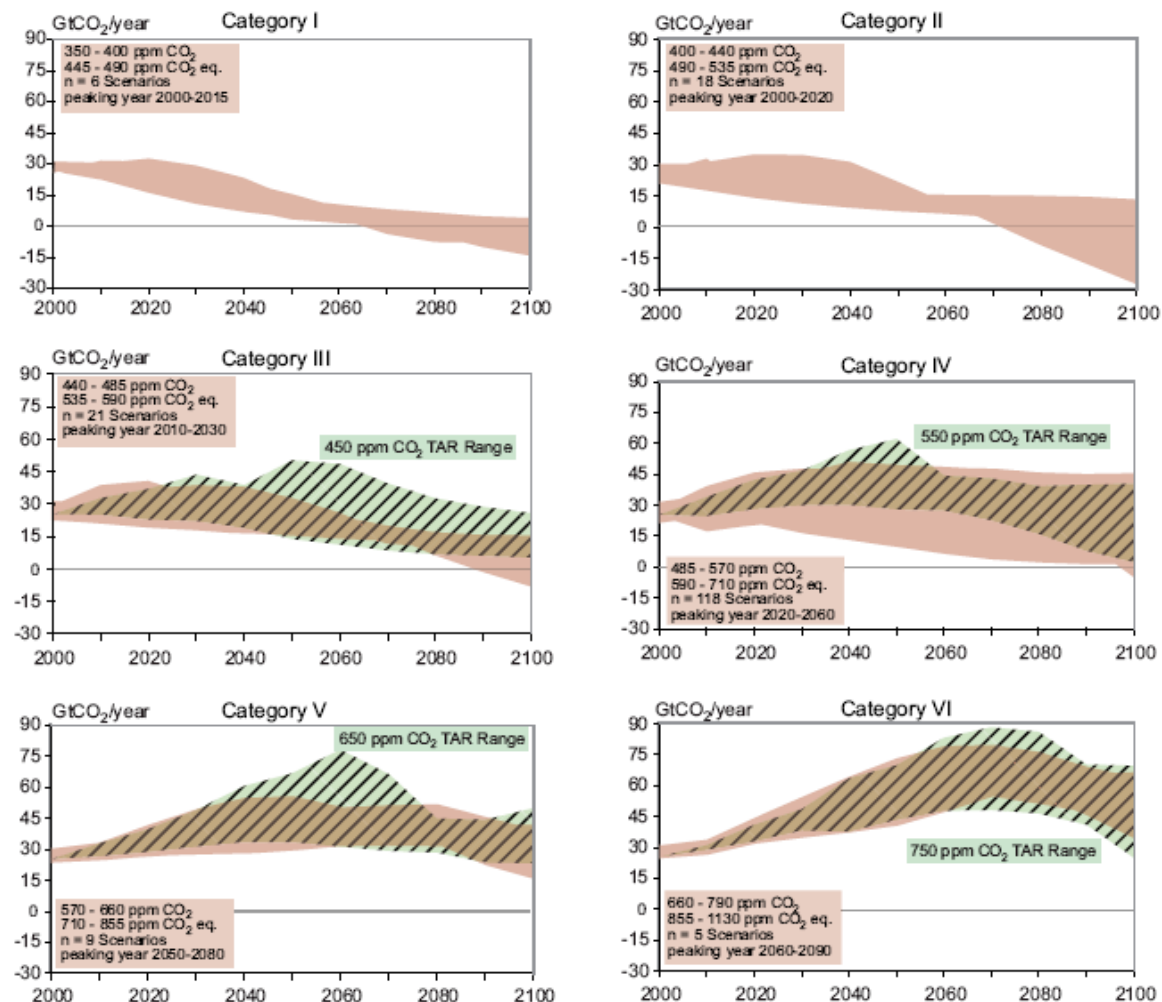 GtCO2/year Category I
90
350 - 400 ppm CO2
445 - 490 ppm CO2 eq.
n = 6 Scenarios
peaking year 2000-2015
75
60
45
30
15
0
-15
-30
2000 2020 2040 2060 2080 2100
GtCO2/year Category II
90
400 - 440 ppm CO2
490 - 535 ppm CO2 eq.
n = 18 Scenarios
peaking year 2000-2020
75
60
45
30
15
0
-15
-30
2000 2020 2040 2060 2080 2100
GtCO2/year Category III
90
440 - 485 ppm CO2
535 - 590 ppm CO2 eq.
n = 21 Scenarios
peaking year 2010-2030
450 ppm CO2 TAR Range
75
60
45
30
15
0
-15
-30
2000 2020 2040 2060 2080 2100
GtCO2/year Category IV
90
75
60
45
30
15
0
-15
-30
550 ppm CO2 TAR Range
485 - 570 ppm CO2
590 - 710 ppm CO2 eq.
n = 118 Scenarios
peaking year 2020-2060
2000 2020 2040 2060 2080 2100
GtCO2/year Category V
90
75
60
45
30
15
0
-15
-30
650 ppm CO2 TAR Range
570 - 660 ppm CO2
710 - 855 ppm CO2 eq.
n = 9 Scenarios
peaking year 2050-2080
2000 2020 2040 2060 2080 2100
GtCO2/year Category VI
90
75
60
45
30
15
0
-15
-30
750 ppm CO2 TAR Range
660 - 790 ppm CO2
855 - 1130 ppm CO2 eq.
n = 5 Scenarios
peaking year 2060-2090
2000 2020 2040 2060 2080 2100